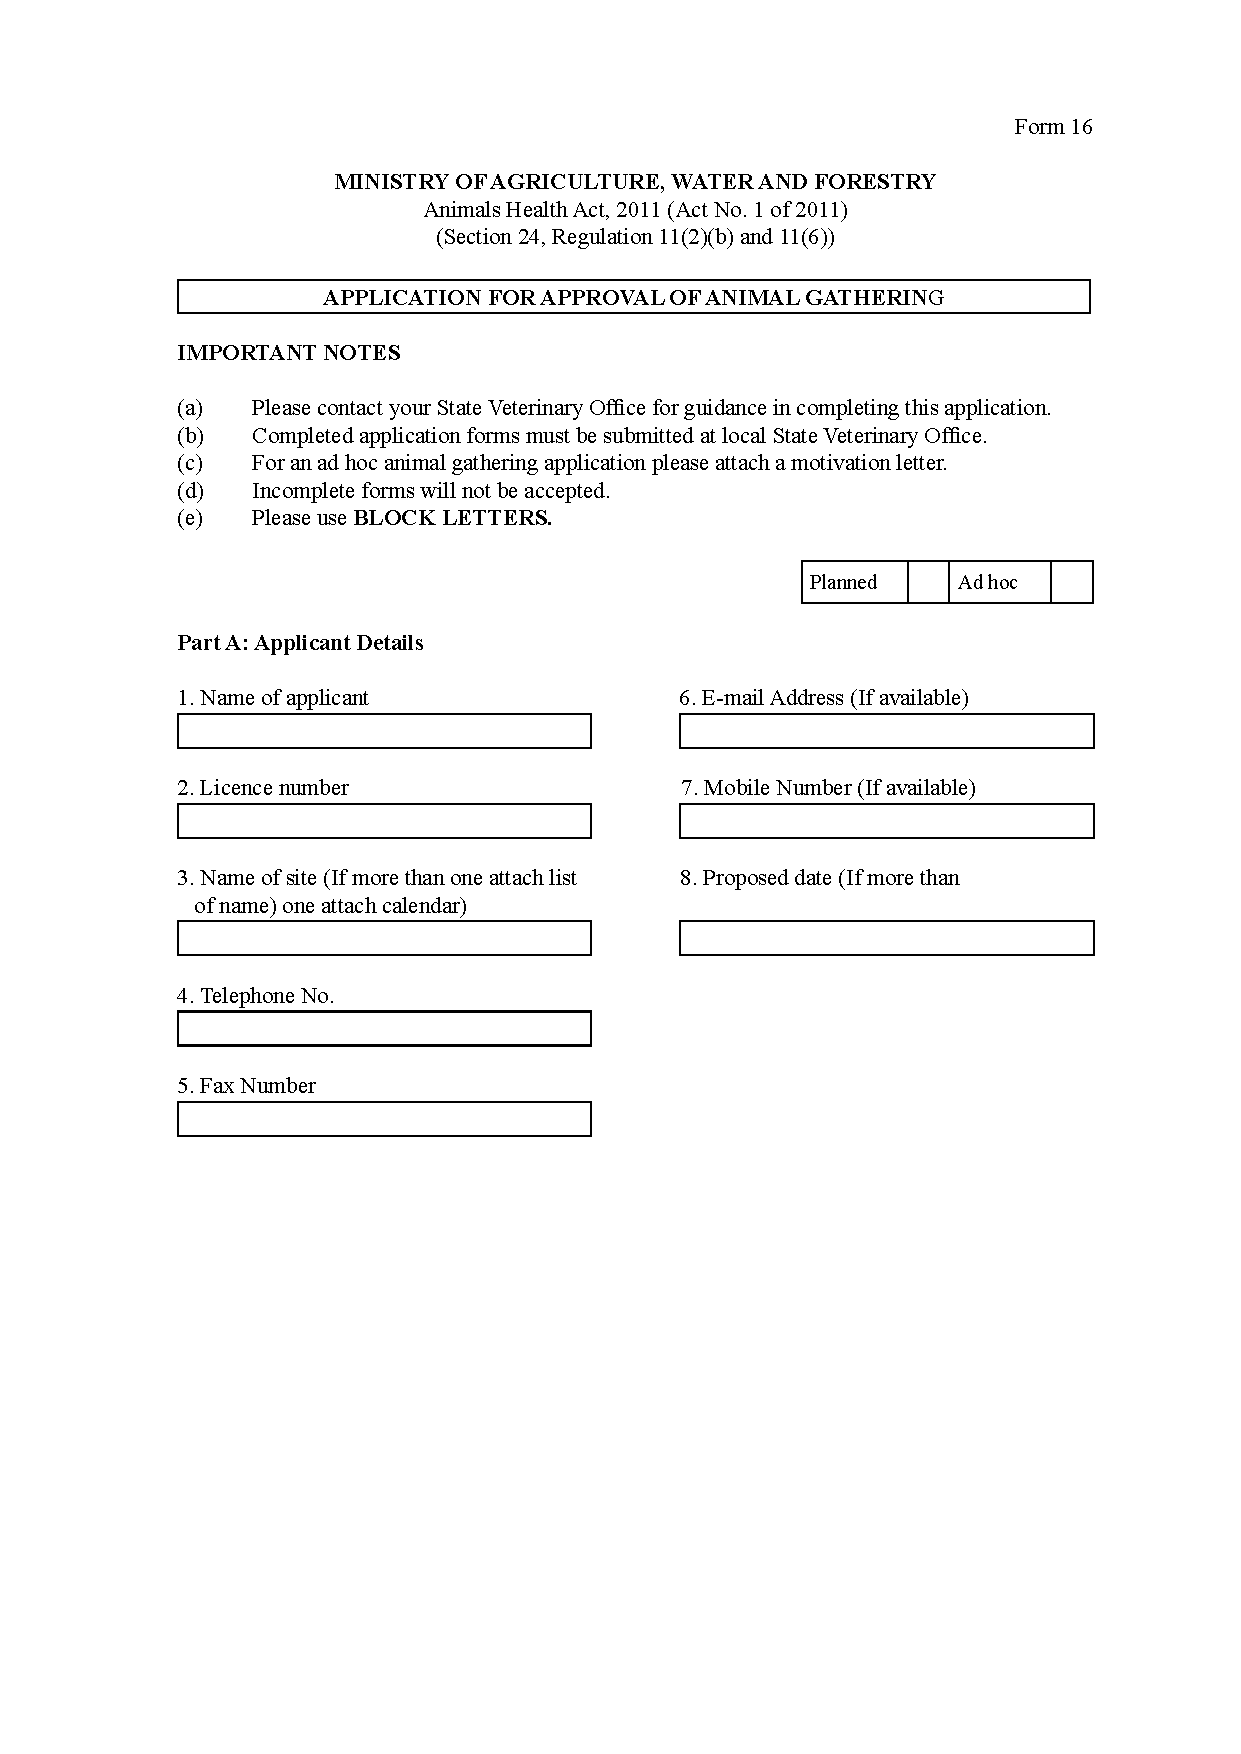 Form 16
MINISTRY OF AGRICULTURE, WATER AND FORESTRY
Animals Health Act, 2011 (Act No. 1 of 2011)
(Section 24, Regulation 11(2)(b) and 11(6))
APPLICATION FOR APPROVAL OF ANIMAL GATHERING
IMPORTANT NOTES
(a) Please contact your State Veterinary Office for guidance in completing this application.
(b) Completed application forms must be submitted at local State Veterinary Office.
(c) For an ad hoc animal gathering application please attach a motivation letter.
(d) Incomplete forms will not be accepted.
(e) Please use BLOCK LETTERS.
Planned Ad hoc
Part A: Applicant Details
1. Name of applicant 6. E-mail Address (If available)
2. Licence number 7. Mobile Number (If available)
3. Name of site (If more than one attach list 8. Proposed date (If more than
of name) one attach calendar)
4. Telephone No.
5. Fax Number